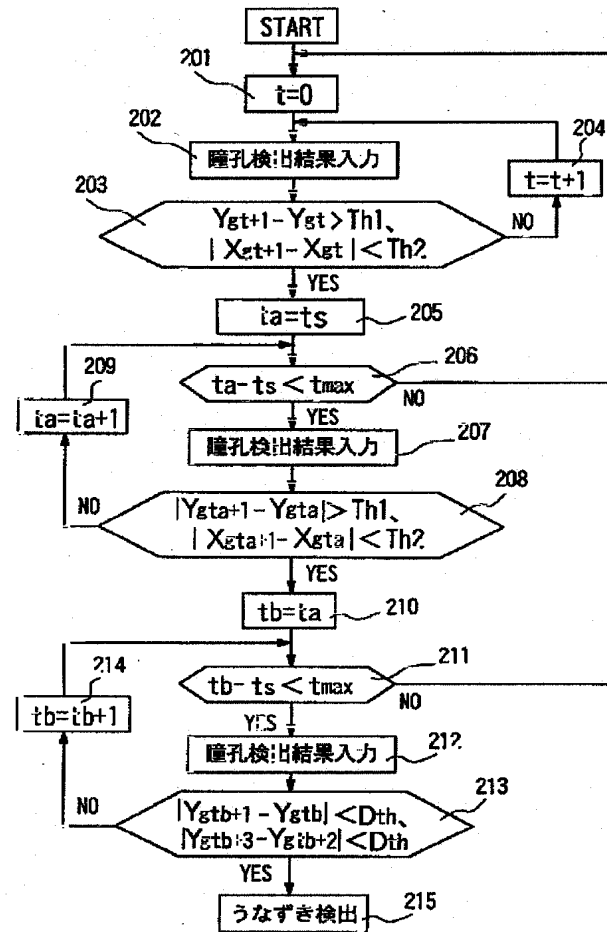 START
201
t=0
202
204
瞳孔検出結果入力
t=t+1
203
Ygt+1-Ygt>Th1、
|Xgt+1-Xgt|<Th2
NO
YES
ta=ts
205
209
206
ta-ts<tmax
NO
ta=ta+1
YES
瞳孔検出結果入力
207
208
NO
|Ygta+1-Ygta|>Th1、
|Xgta+1-Xgta|<Th2
YES
tb=ta
210
214
211
tb-ts<tmax
NO
tb=tb+1
YES
瞳孔検出結果入力
212
213
NO
|Ygtb+1-Ygtb|<Dth、
|Ygtb+3-Ygtb+2|<Dth
YES
うなずき検出
215